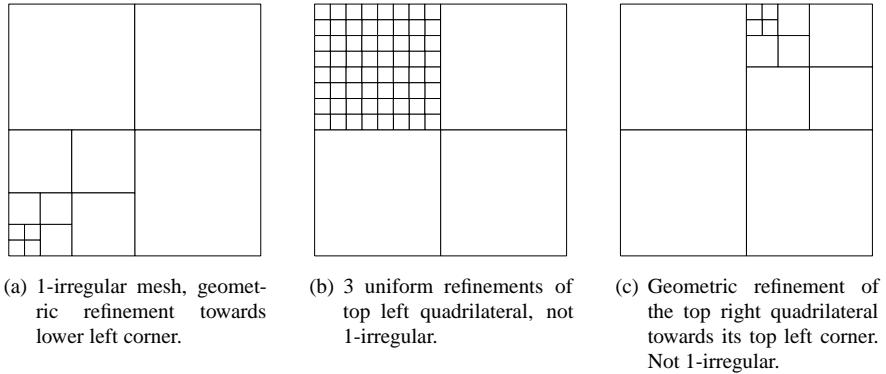 (a) 1-irregular mesh, geomet-
ric refinement towards
lower left corner.
(b) 3 uniform refinements of
top left quadrilateral, not
1-irregular.
(c) Geometric refinement of
the top right quadrilateral
towards its top left corner.
Not 1-irregular.